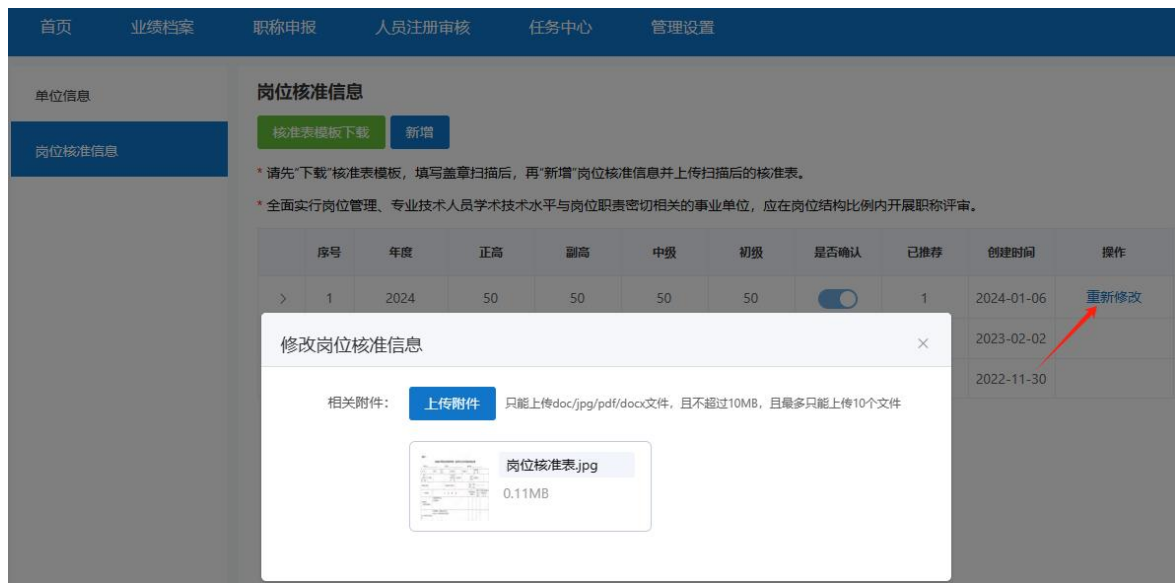 首页 业绩档案 职称申报 人员注册审核 任务中心 管理设置
单位信息
岗位核准信息
岗位核准信息
核准表模板下载 新增
* 请先“下载”核准表模板，填写盖章扫描后，再“新增”岗位核准信息并上传扫描后的核准表。
* 全面实行岗位管理、专业技术人员学术技术水平与岗位职责密切相关的事业单位，应在岗位结构比例内开展职称评审。
序号 年度 正高 副高 中级 初级 是否确认 已推荐 创建时间 操作
1 2024 50 50 50 50 1 2024-01-06 重新修改
2023-02-02
2022-11-30
修改岗位核准信息
相关附件： 上传附件 只能上传doc/jpg/pdf/docx文件，且不超过10MB，且最多只能上传10个文件
岗位核准表.jpg
0.11MB